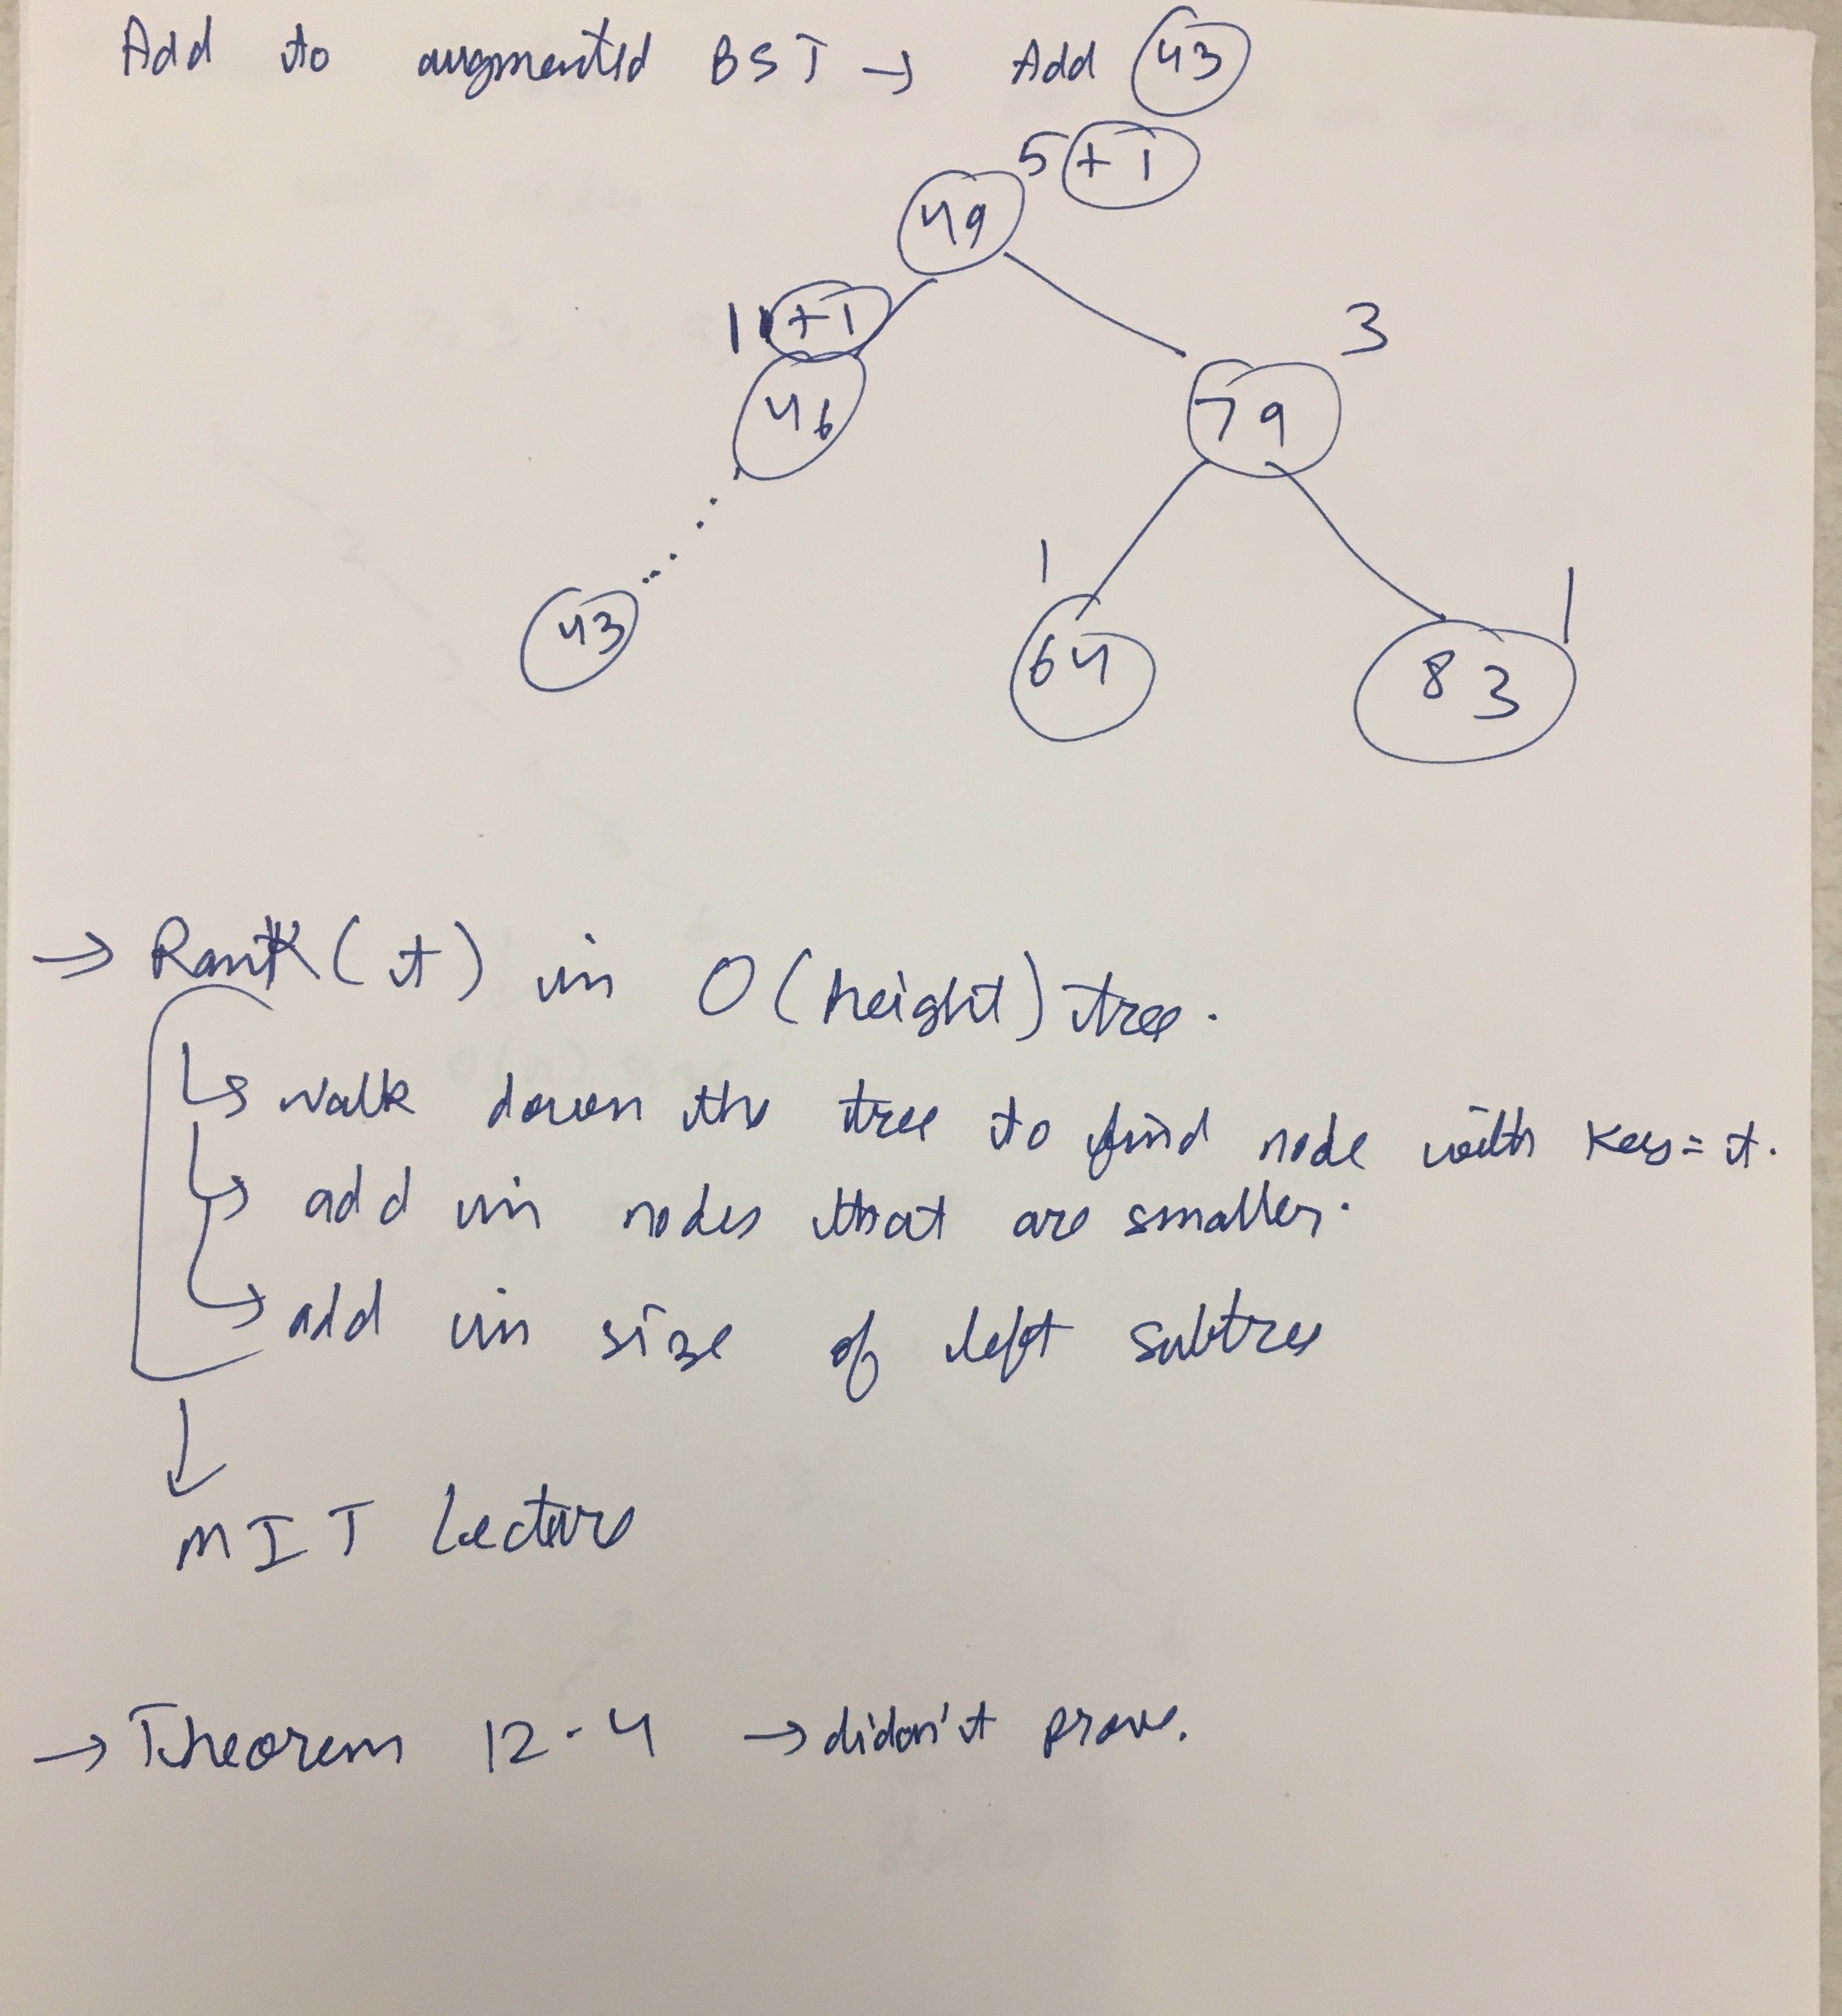 Add to augmented BST → Add 43
5 +1
49
1 +1
3
46
79
1
1
43
64
83
→ Rank(t) in O(height) tree.
↳ walk down the tree to find node with key = t.
↳ add in nodes that are smaller.
↳ add in size of left subtree
↓
MIT Lecture
→ Theorem 12.4 → didn't prove.